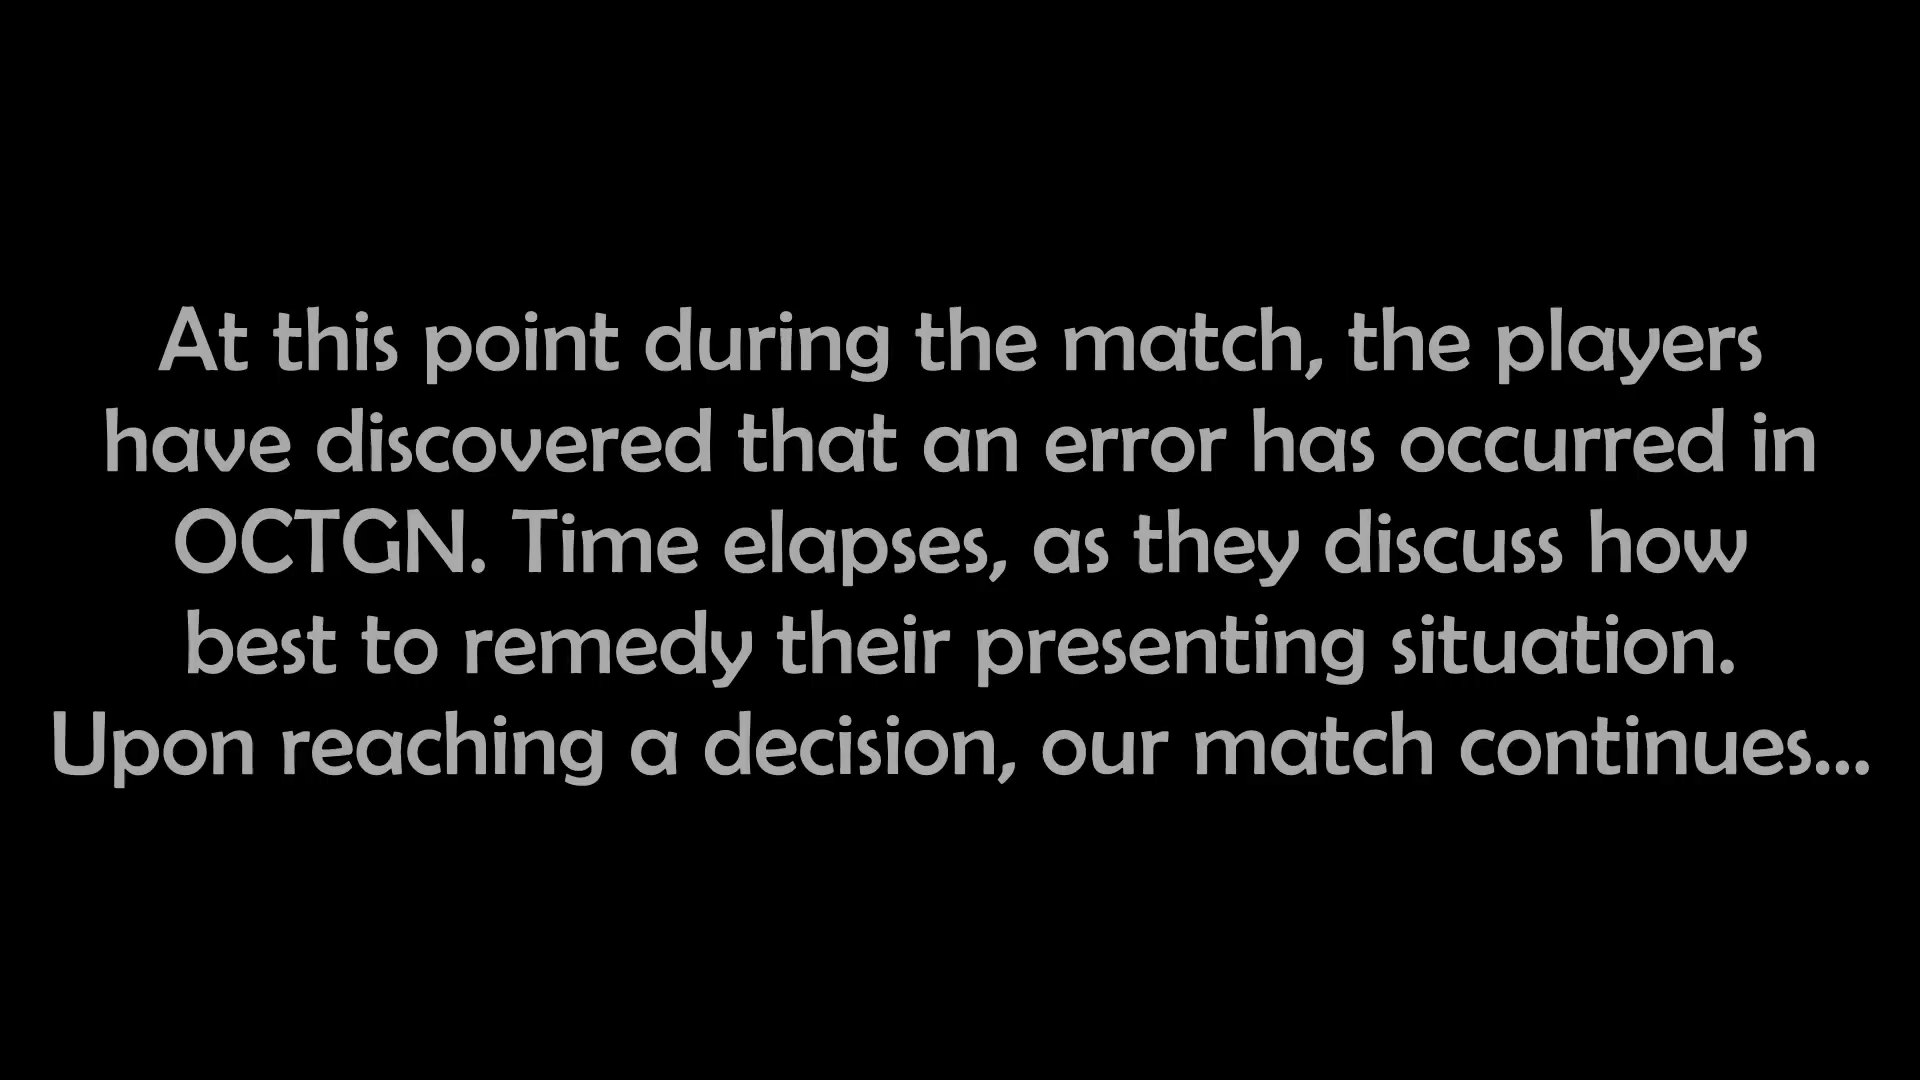 At this point during the match, the players
have discovered that an error has occurred in
OCTGN. Time elapses, as they discuss how
best to remedy their presenting situation.
Upon reaching a decision, our match continues...